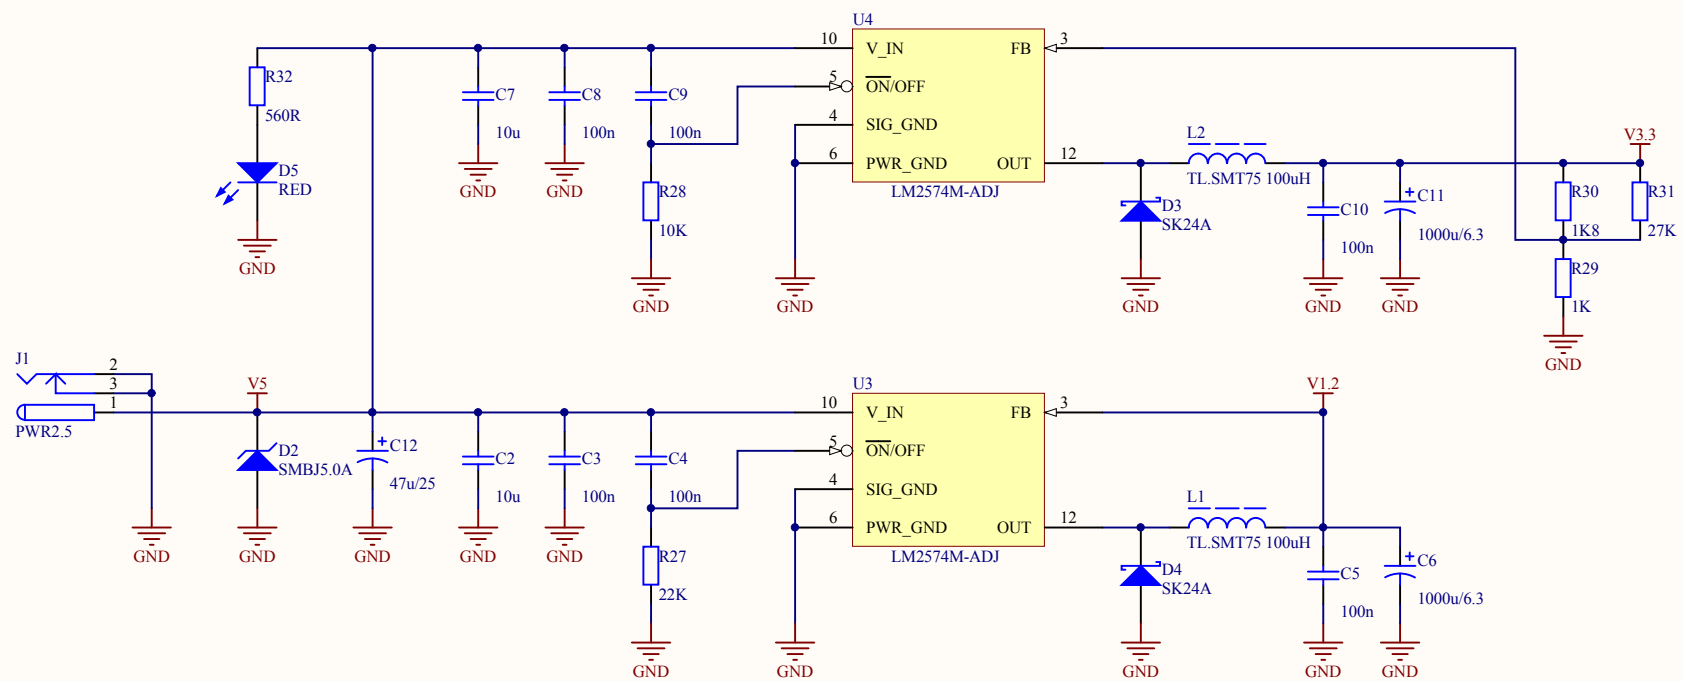 U4
10 V_IN FB 3
5 ON/OFF
4 SIG_GND
6 PWR_GND OUT 12
LM2574M-ADJ
R32
560R
D5
RED
GND
C7
10u
GND
C8
100n
GND
C9
100n
R28
10K
GND
GND
D3
SK24A
GND
L2
TL.SMT75 100uH
C10
100n
GND
C11
1000u/6.3
GND
V3.3
R30
1K8
R31
27K
R29
1K
GND
J1
2
3
1
PWR2.5
GND
V5
D2
SMBJ5.0A
GND
C12
47u/25
GND
C2
10u
GND
C3
100n
GND
C4
100n
R27
22K
GND
U3
10 V_IN FB 3
5 ON/OFF
4 SIG_GND
6 PWR_GND OUT 12
LM2574M-ADJ
GND
D4
SK24A
GND
L1
TL.SMT75 100uH
V1.2
C5
100n
GND
C6
1000u/6.3
GND